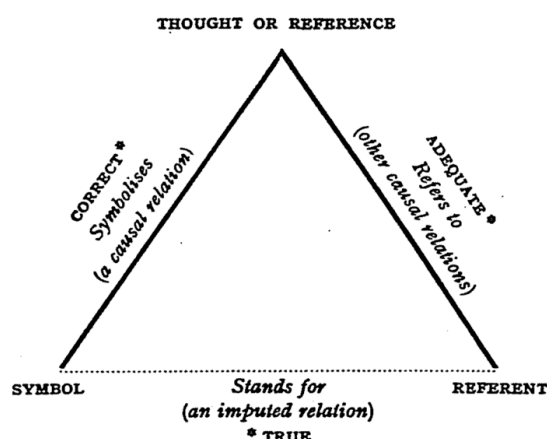 THOUGHT OR REFERENCE
CORRECT *
Symbolises
(a causal relation)
ADEQUATE *
Refers to
(other causal relations)
SYMBOL
Stands for
(an imputed relation)
* TRUE
REFERENT